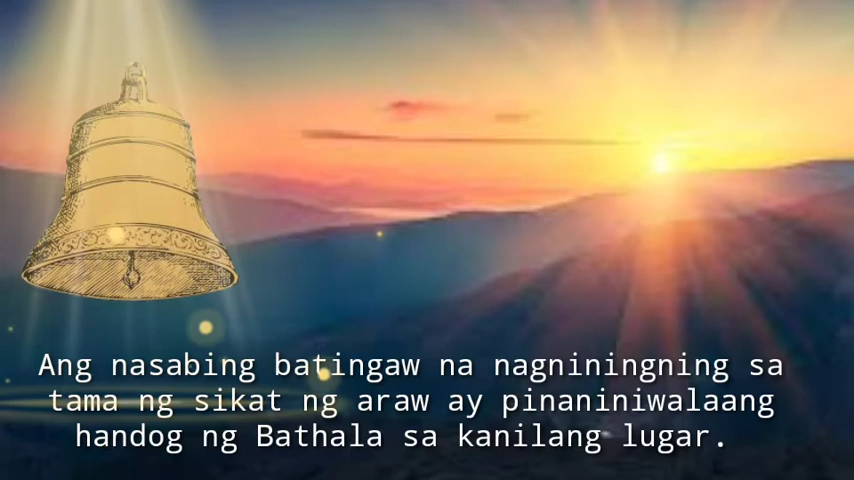 Ang nasabing batingaw na nagniningning sa
tama ng sikat ng araw ay pinaniniwalaang
handog ng Bathala sa kanilang lugar.